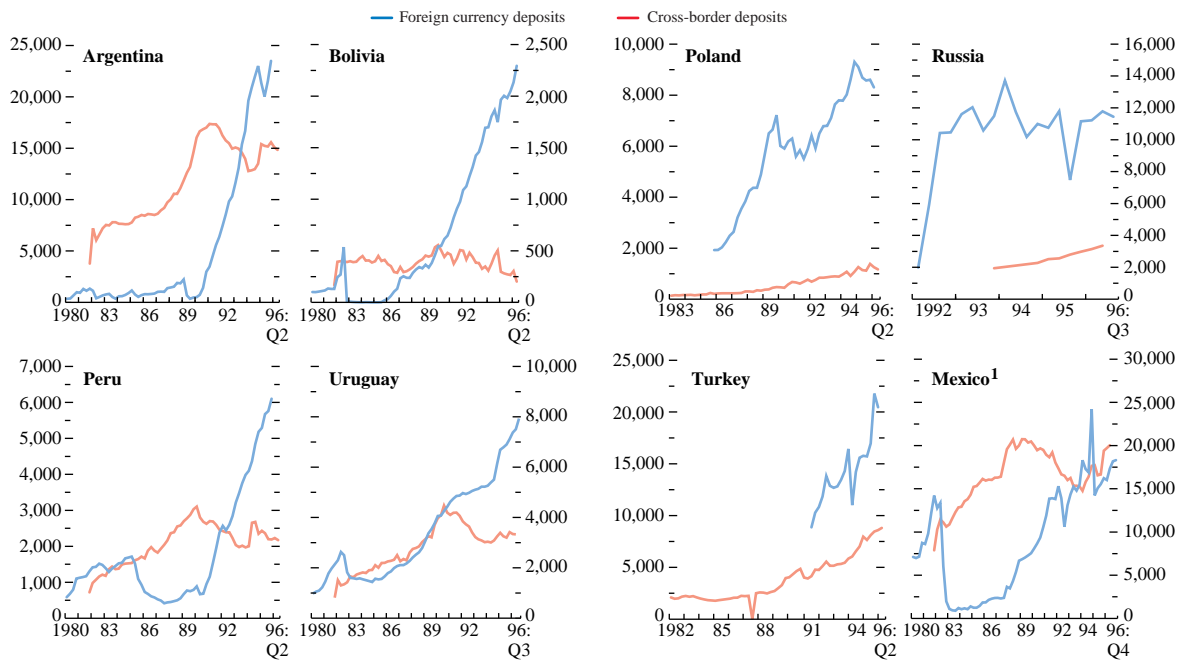 Foreign currency deposits
Cross-border deposits
Argentina
25,000
20,000
15,000
10,000
5,000
0
1980 83 86 89 92 96:
Q2
Bolivia
2,500
2,000
1,500
1,000
500
0
1980 83 86 89 92 96:
Q2
Poland
10,000
8,000
6,000
4,000
2,000
0
1983 85 86 89 91 92 94 96:
Q2
Russia
16,000
14,000
12,000
10,000
8,000
6,000
4,000
2,000
0
1992 93 94 95 96:
Q3
Peru
7,000
6,000
5,000
4,000
3,000
2,000
1,000
0
1980 83 86 89 92 96:
Q2
Uruguay
10,000
8,000
6,000
4,000
2,000
0
1980 83 86 89 92 96:
Q3
Turkey
25,000
20,000
15,000
10,000
5,000
0
1982 85 88 91 94 96:
Q2
Mexico1
30,000
25,000
20,000
15,000
10,000
5,000
0
1980 83 86 89 92 94 96:
Q4